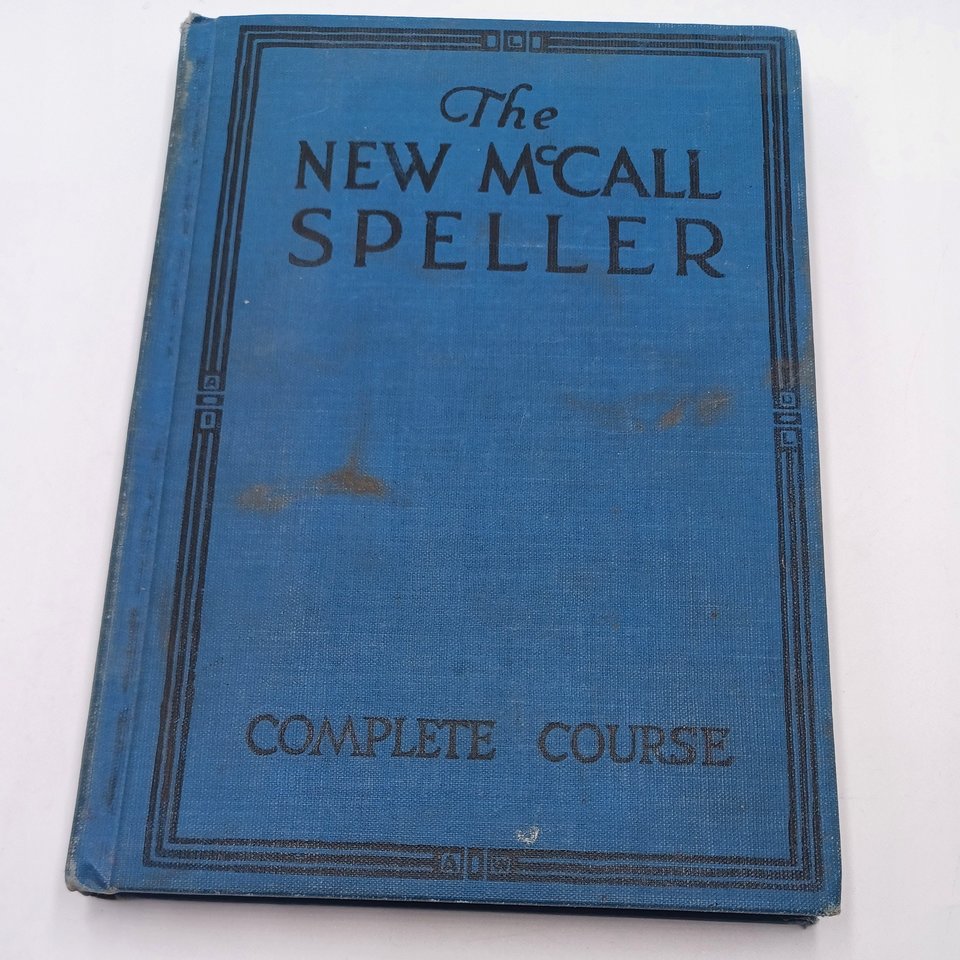 The
NEW McCALL
SPELLER
COMPLETE COURSE